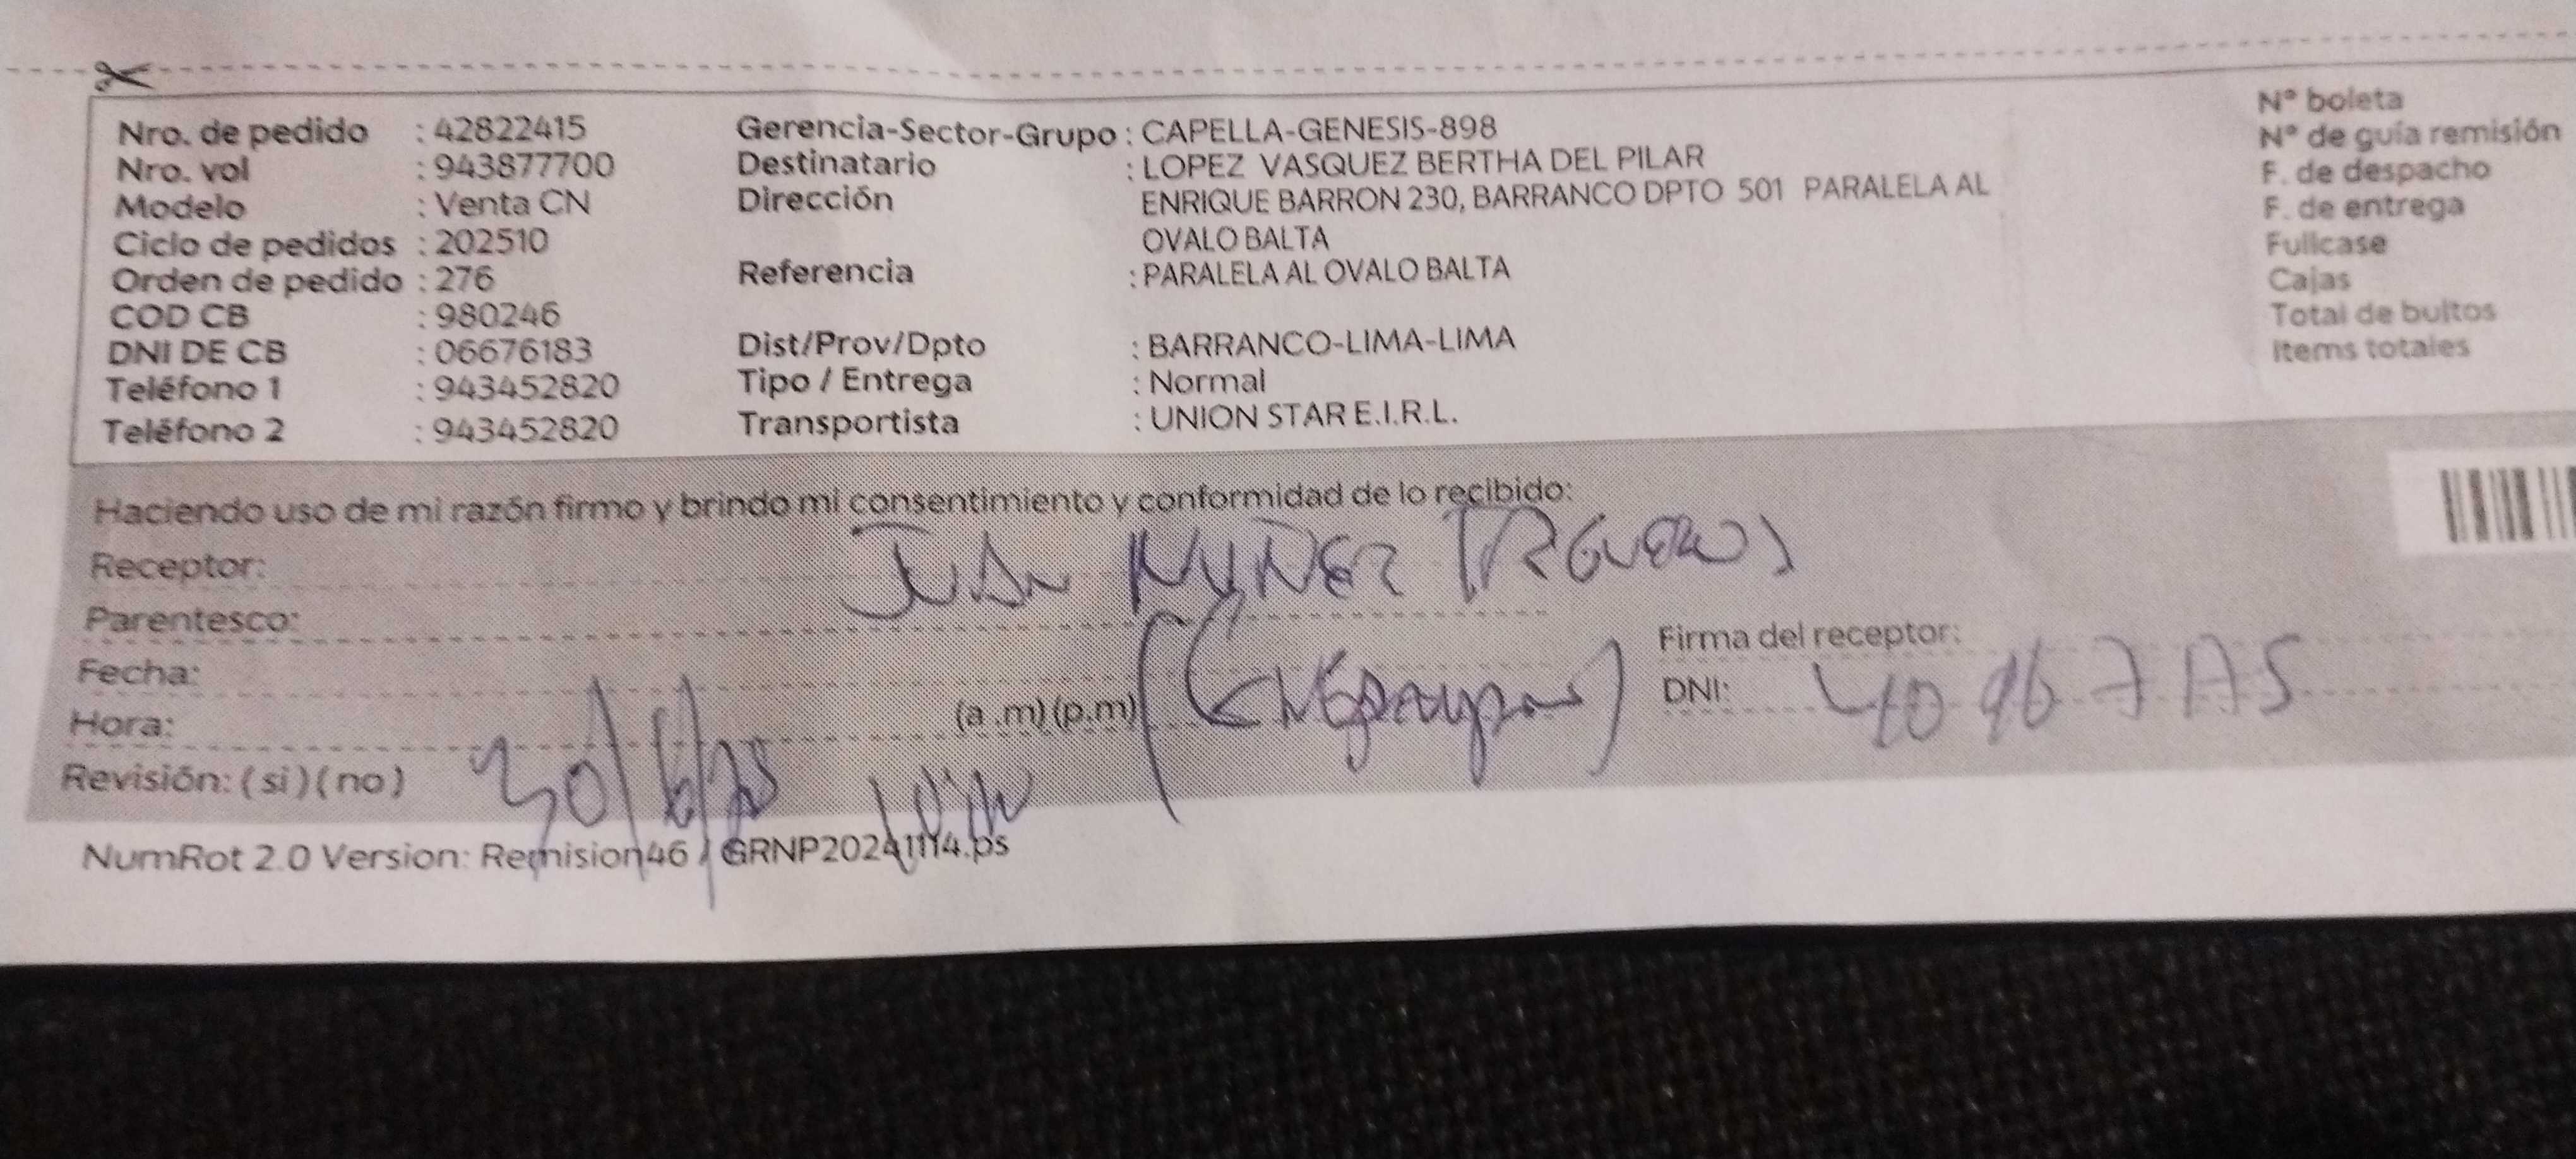 Nro. de pedido : 42822415 Gerencia-Sector-Grupo : CAPELLA-GENESIS-898 N° boleta
Nro. vol : 943877700 Destinatario : LOPEZ VASQUEZ BERTHA DEL PILAR N° de guía remisión
Modelo : Venta CN Dirección ENRIQUE BARRON 230, BARRANCO DPTO 501 PARALELA AL F. de despacho
Ciclo de pedidos : 202510 OVALO BALTA F. de entrega
Orden de pedido : 276 Referencia : PARALELA AL OVALO BALTA Fullcase
COD CB : 980246 Cajas
DNI DE CB : 06676183 Dist/Prov/Dpto : BARRANCO-LIMA-LIMA Total de bultos
Teléfono 1 : 943452820 Tipo / Entrega : Normal Items totales
Teléfono 2 : 943452820 Transportista : UNION STAR E.I.R.L.
Haciendo uso de mi razón firmo y brindo mi consentimiento y conformidad de lo recibido:
Receptor: JUAN NUÑEZ
Parentesco:
Firma del receptor:
Fecha:
(a .m) (p.m)
DNI:
Hora:
Revisión: ( si ) ( no ) 30/6/25
NumRot 2.0 Version: Remision46 / GRNP20241114.ps